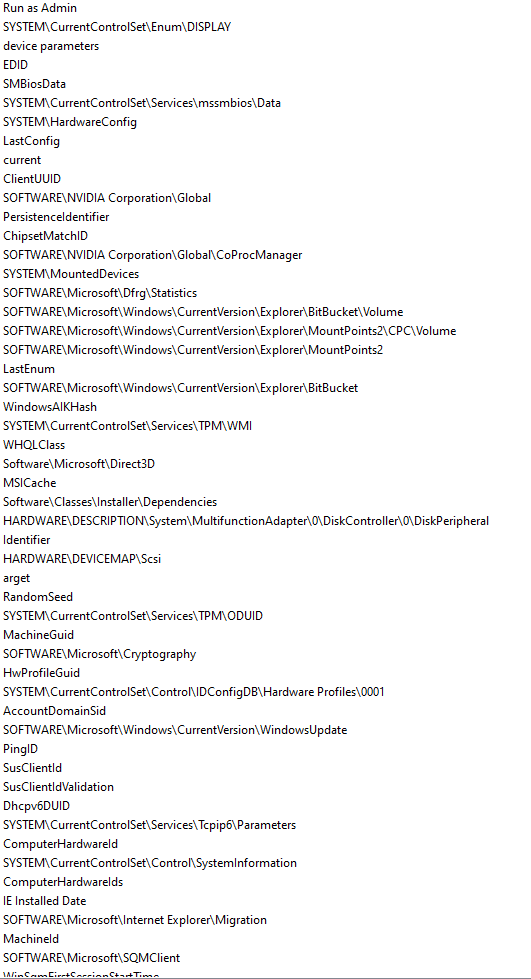 Run as Admin
SYSTEM\CurrentControlSet\Enum\DISPLAY
device parameters
EDID
SMBiosData
SYSTEM\CurrentControlSet\Services\mssmbios\Data
SYSTEM\HardwareConfig
LastConfig
current
ClientUUID
SOFTWARE\NVIDIA Corporation\Global
PersistenceIdentifier
ChipsetMatchID
SOFTWARE\NVIDIA Corporation\Global\CoProcManager
SYSTEM\MountedDevices
SOFTWARE\Microsoft\Dfrg\Statistics
SOFTWARE\Microsoft\Windows\CurrentVersion\Explorer\BitBucket\Volume
SOFTWARE\Microsoft\Windows\CurrentVersion\Explorer\MountPoints2\CPC\Volume
SOFTWARE\Microsoft\Windows\CurrentVersion\Explorer\MountPoints2
LastEnum
SOFTWARE\Microsoft\Windows\CurrentVersion\Explorer\BitBucket
WindowsAIKHash
SYSTEM\CurrentControlSet\Services\TPM\WMI
WHQLClass
Software\Microsoft\Direct3D
MSICache
Software\Classes\Installer\Dependencies
HARDWARE\DESCRIPTION\System\MultifunctionAdapter\0\DiskController\0\DiskPeripheral
Identifier
HARDWARE\DEVICEMAP\Scsi
arget
RandomSeed
SYSTEM\CurrentControlSet\Services\TPM\ODUID
MachineGuid
SOFTWARE\Microsoft\Cryptography
HwProfileGuid
SYSTEM\CurrentControlSet\Control\IDConfigDB\Hardware Profiles\0001
AccountDomainSid
SOFTWARE\Microsoft\Windows\CurrentVersion\WindowsUpdate
PingID
SusClientId
SusClientIdValidation
Dhcpv6DUID
SYSTEM\CurrentControlSet\Services\Tcpip6\Parameters
ComputerHardwareId
SYSTEM\CurrentControlSet\Control\SystemInformation
ComputerHardwareIds
IE Installed Date
SOFTWARE\Microsoft\Internet Explorer\Migration
MachineId
SOFTWARE\Microsoft\SQMClient
WinSqmFirstSessionStartTime